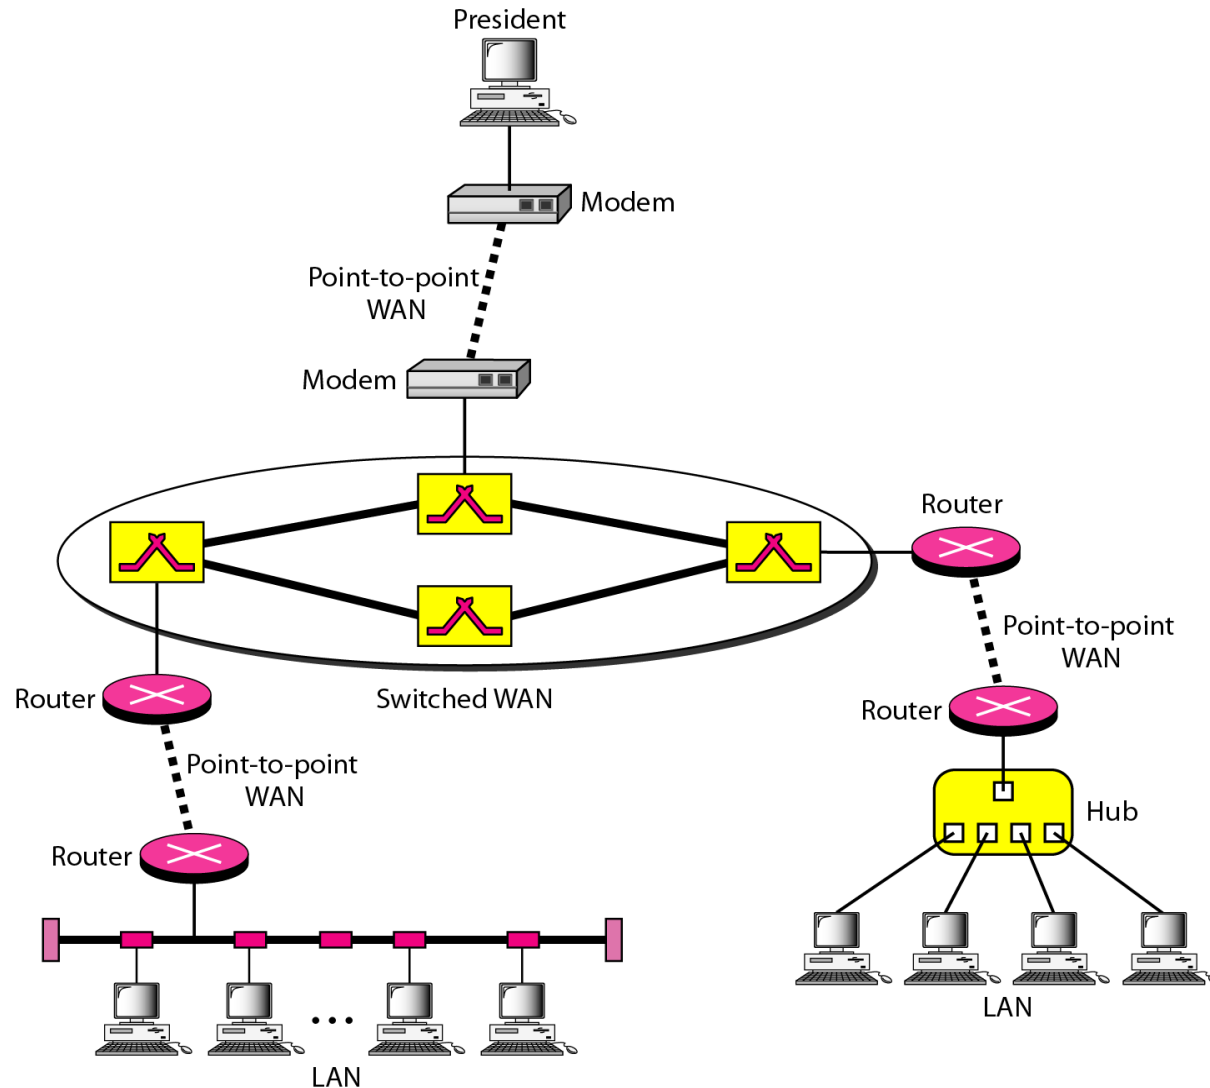 President
Modem
Point-to-point
WAN
Modem
Router
Point-to-point
WAN
Router
Switched WAN
Router
Point-to-point
WAN
Hub
Router
LAN
LAN